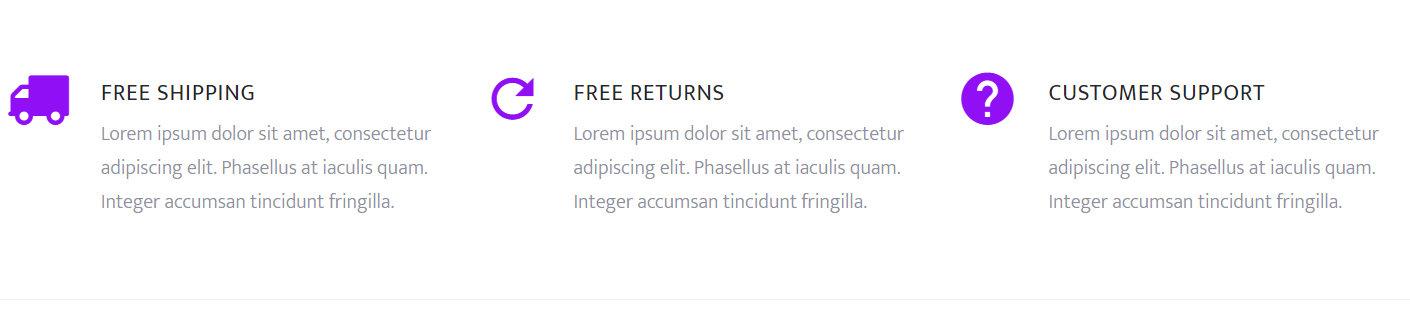 FREE SHIPPING
Lorem ipsum dolor sit amet, consectetur
adipiscing elit. Phasellus at iaculis quam.
Integer accumsan tincidunt fringilla.
FREE RETURNS
Lorem ipsum dolor sit amet, consectetur
adipiscing elit. Phasellus at iaculis quam.
Integer accumsan tincidunt fringilla.
CUSTOMER SUPPORT
Lorem ipsum dolor sit amet, consectetur
adipiscing elit. Phasellus at iaculis quam.
Integer accumsan tincidunt fringilla.